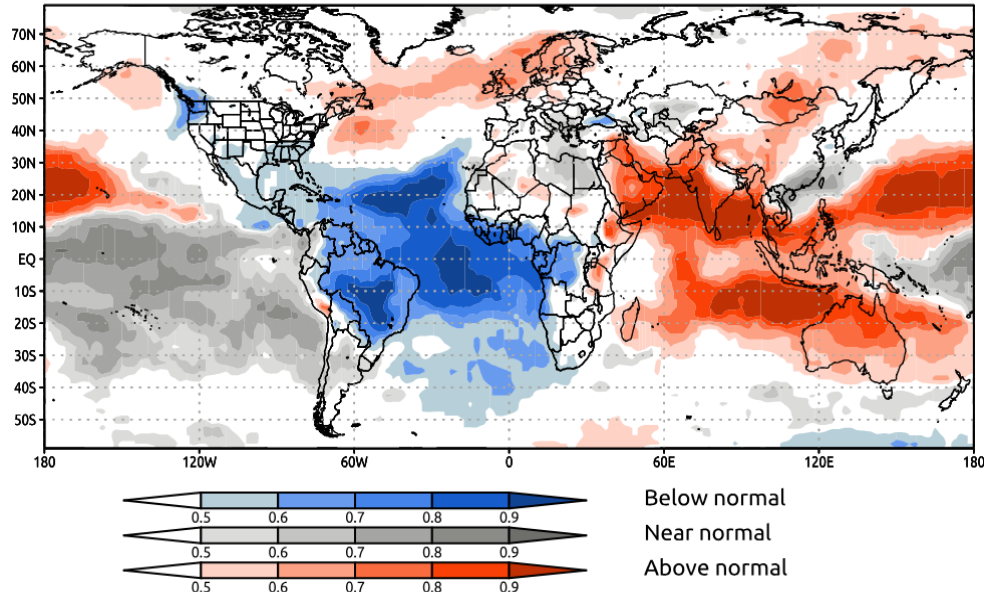 70N
60N
50N
40N
30N
20N
10N
EQ
10S
20S
30S
40S
50S
180 120W 60W 0 60E 120E 180
0.5 0.6 0.7 0.8 0.9 Below normal
0.5 0.6 0.7 0.8 0.9 Near normal
0.5 0.6 0.7 0.8 0.9 Above normal